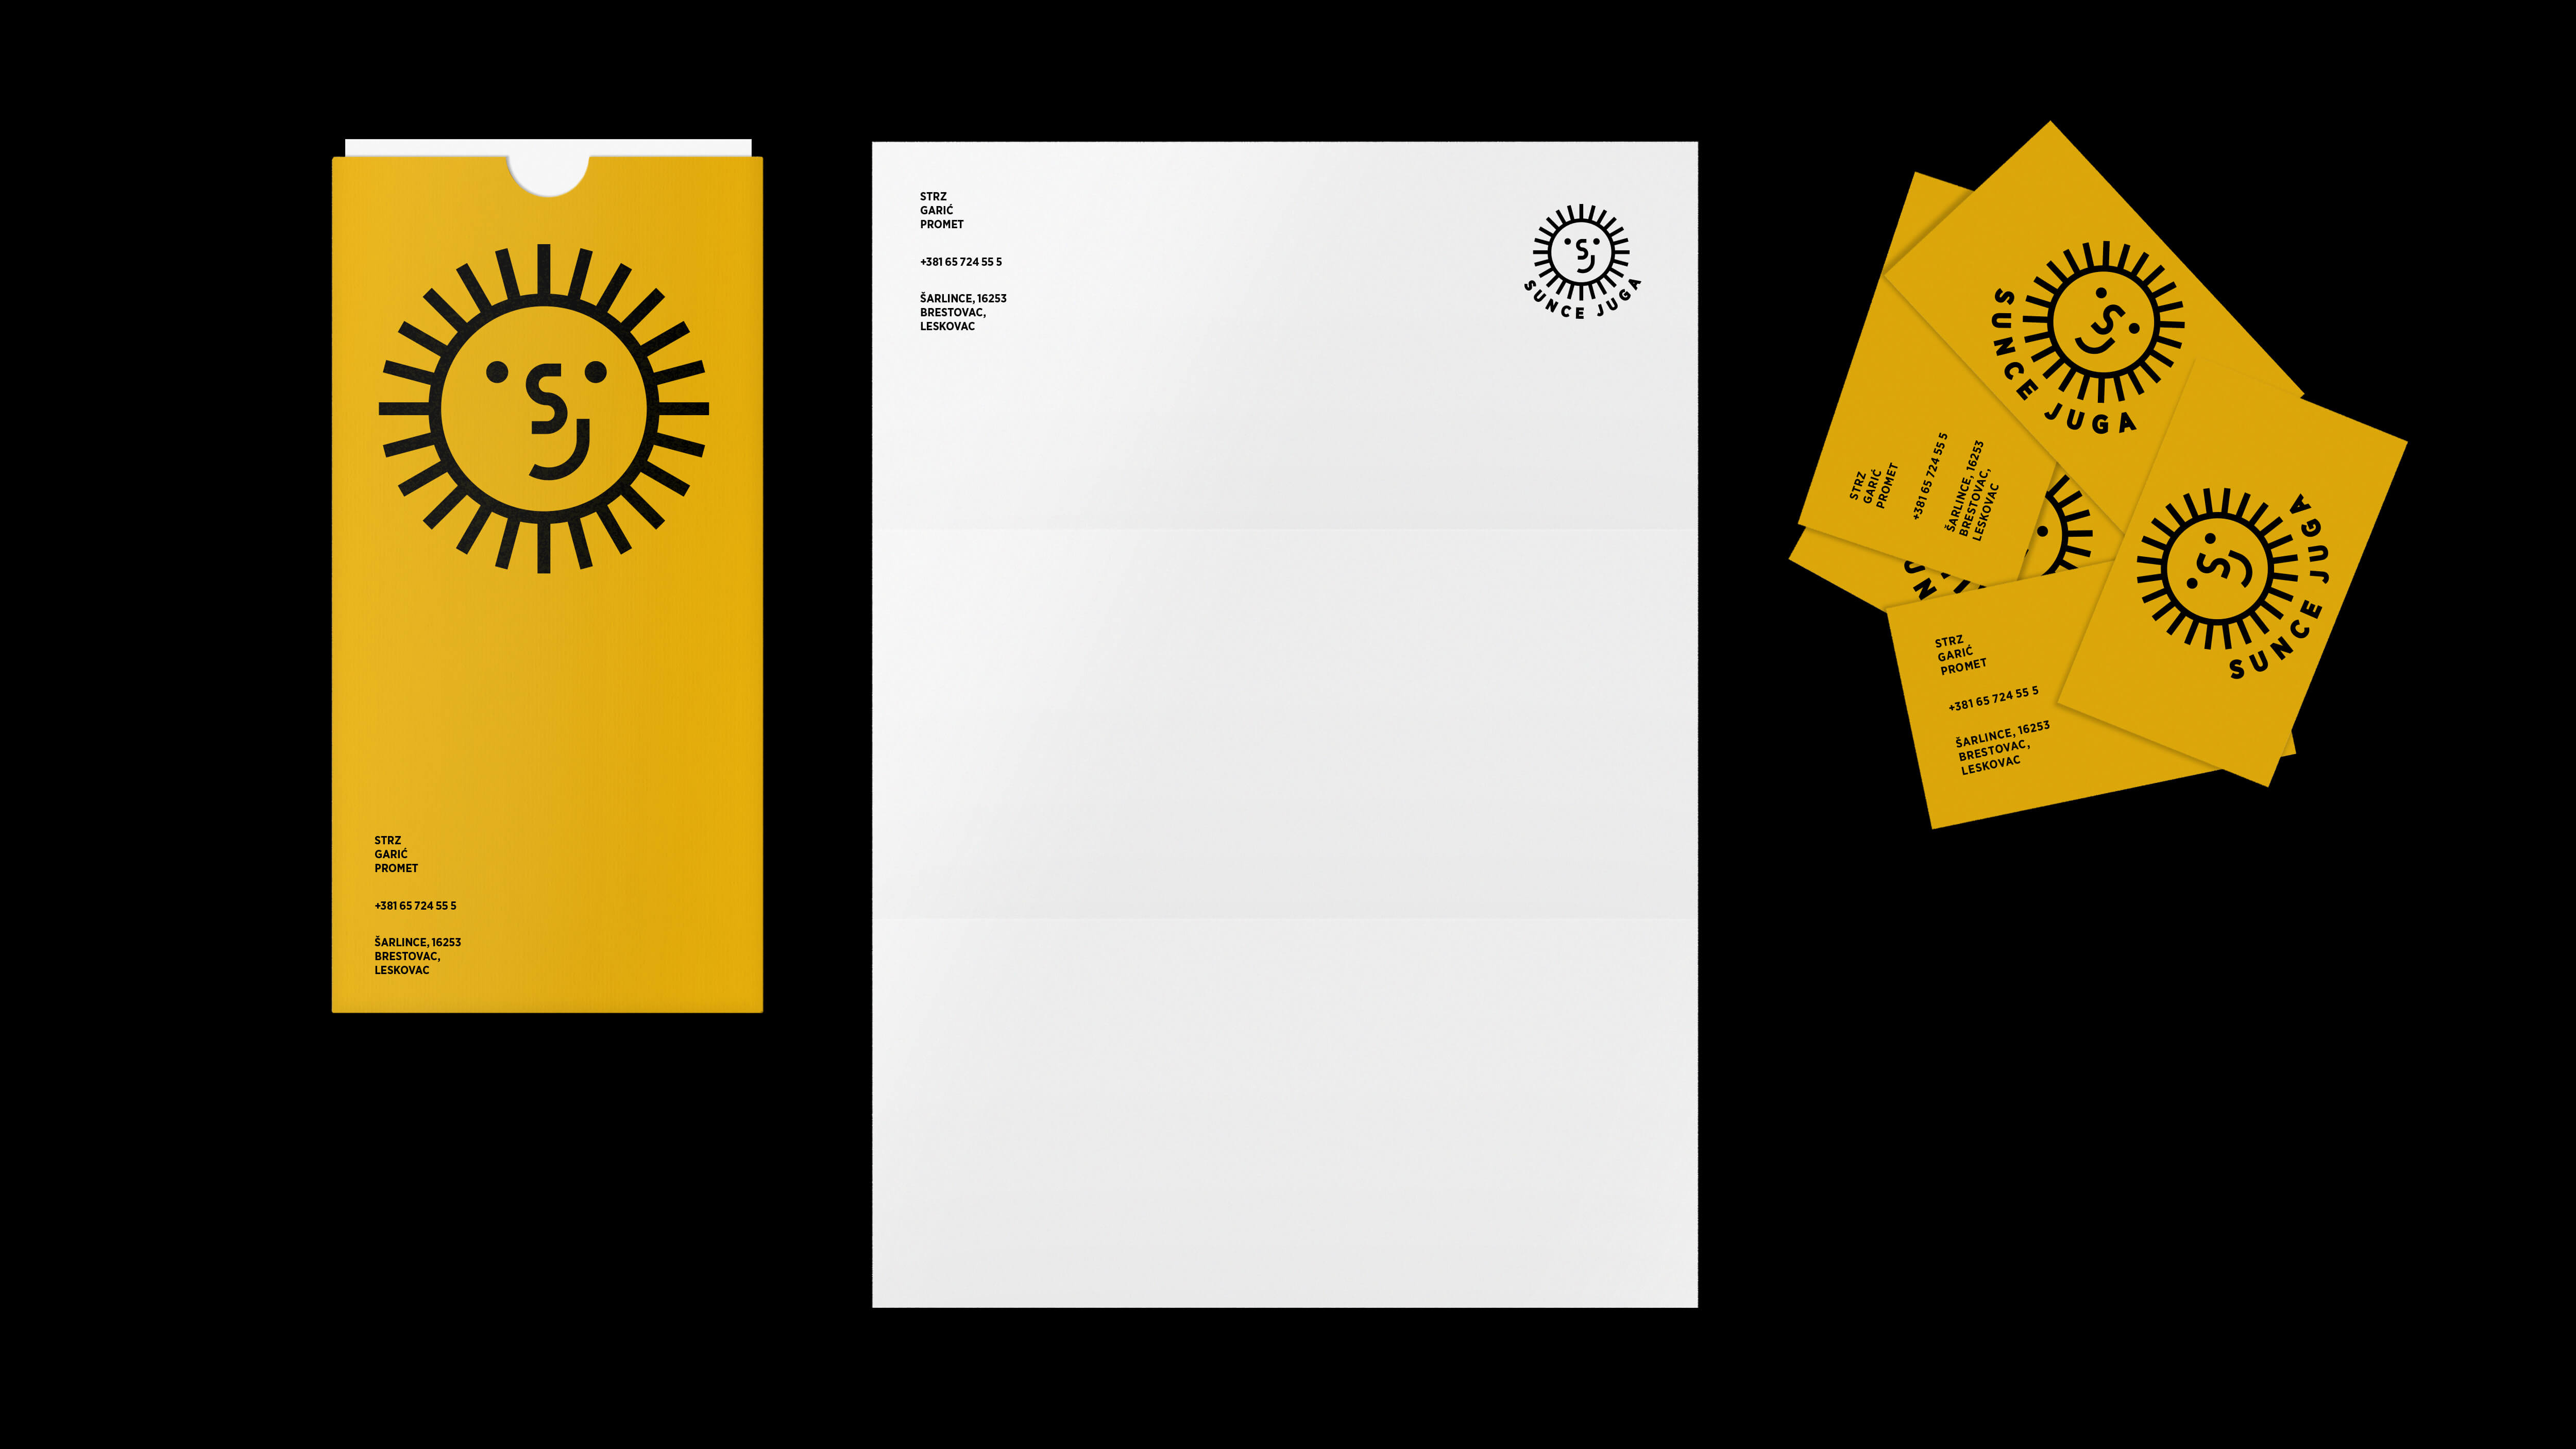 STRZ
GARIĆ
PROMET
+381 65 724 55 5
ŠARLINCE, 16253
BRESTOVAC,
LESKOVAC
STRZ
GARIĆ
PROMET
+381 65 724 55 5
ŠARLINCE, 16253
BRESTOVAC,
LESKOVAC
SUNCE JUGA
SUNCE JUGA
STRZ
GARIĆ
PROMET
+381 65 724 55 5
ŠARLINCE, 16253
BRESTOVAC,
LESKOVAC
SUNCE JUGA
STRZ
GARIĆ
PROMET
+381 65 724 55 5
ŠARLINCE, 16253
BRESTOVAC,
LESKOVAC